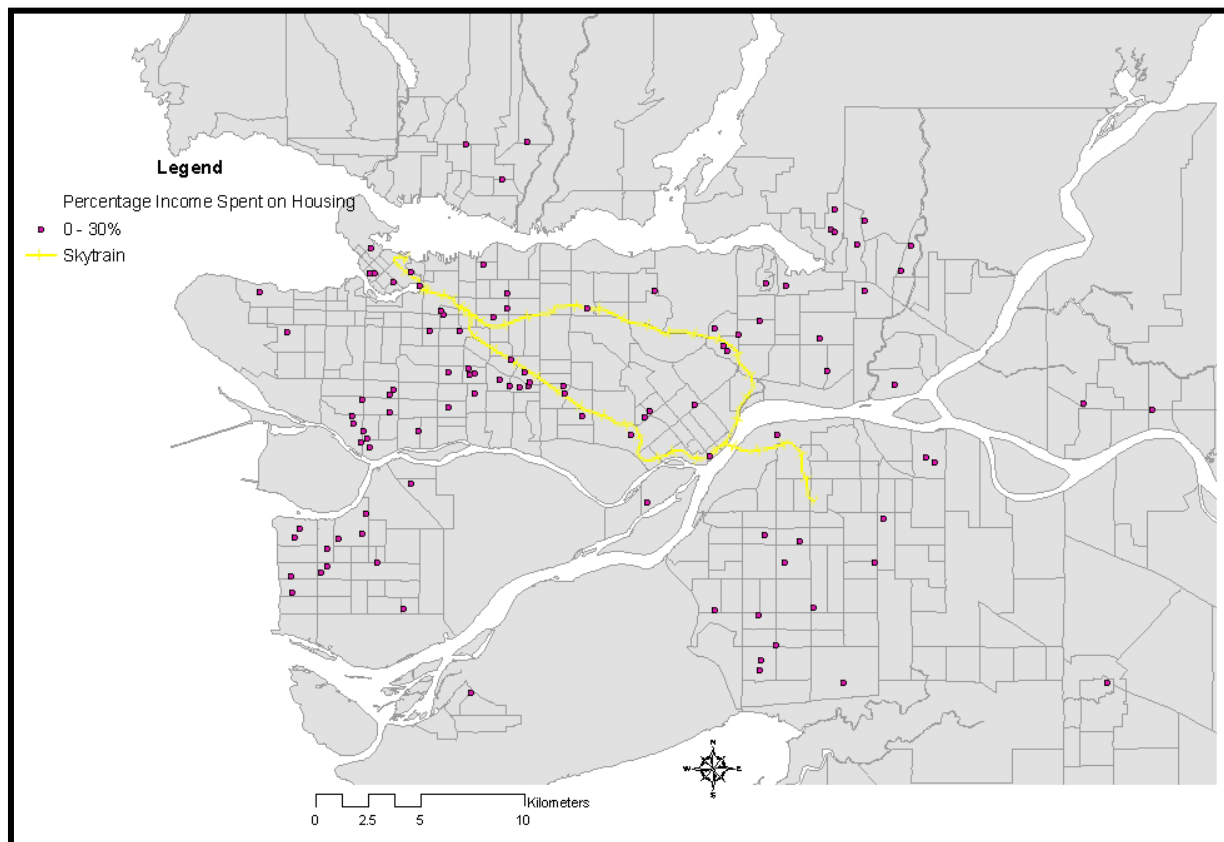 Legend
Percentage Income Spent on Housing
0 - 30%
Skytrain
N
W E
S
Kilometers
0 2.5 5 10